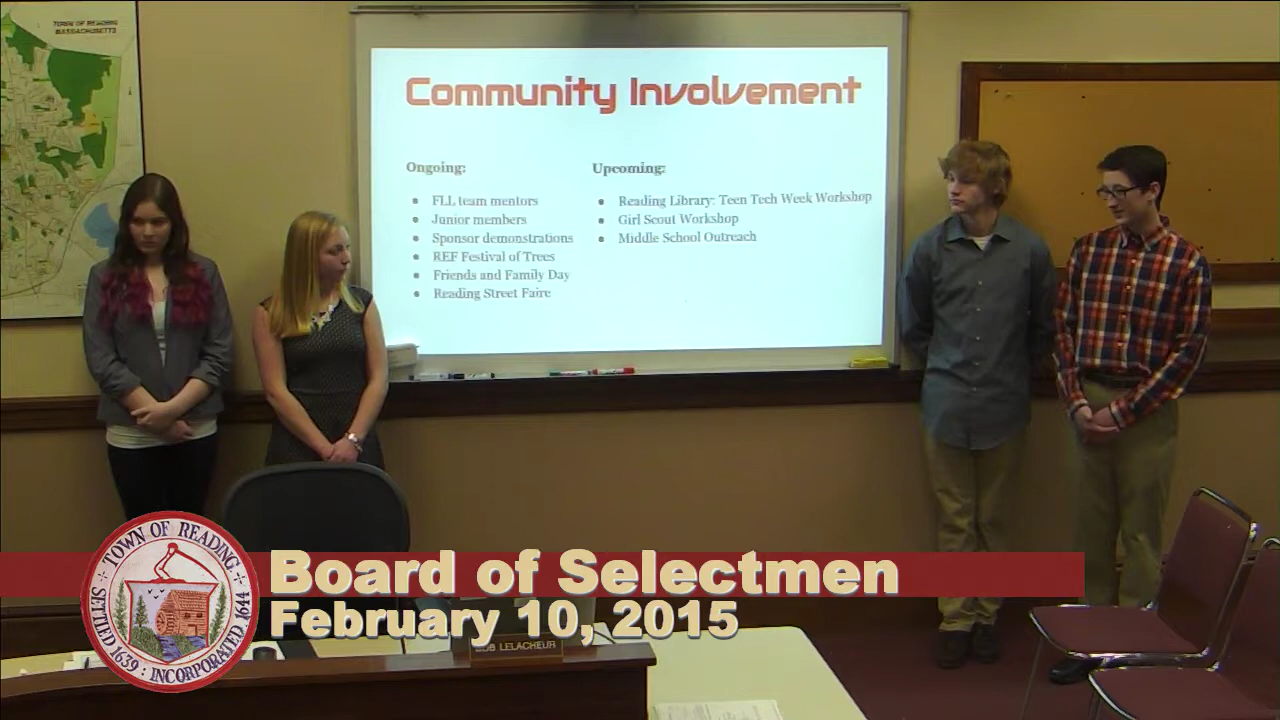 TOWN OF READING
MASSACHUSETTS
Community Involvement
Ongoing:
FLL team mentors
Junior members
Sponsor demonstrations
REF Festival of Trees
Friends and Family Day
Reading Street Faire
Upcoming:
Reading Library: Teen Tech Week Workshop
Girl Scout Workshop
Middle School Outreach
Board of Selectmen
February 10, 2015
TOWN OF READING
SETTLED 1639 : INCORPORATED 1644
LELACHEUR